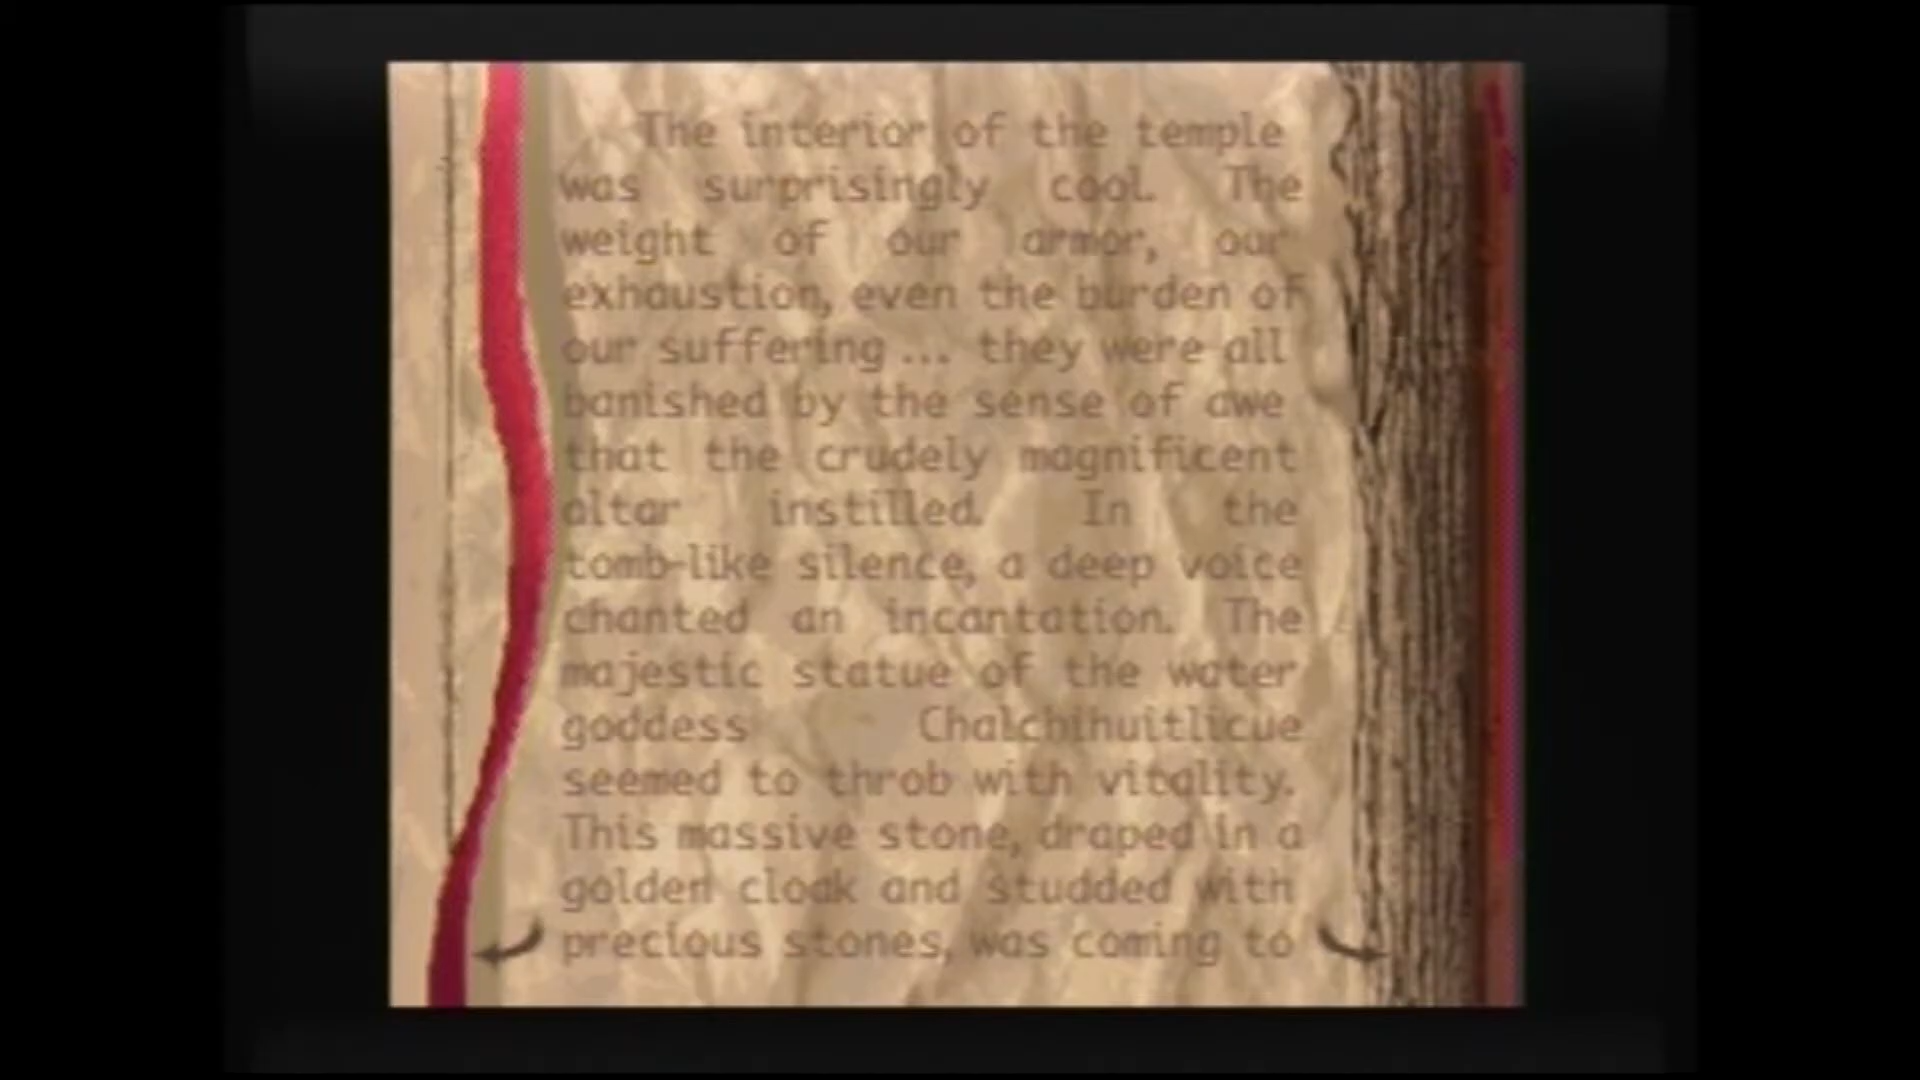 The interior of the temple
was surprisingly cool. The
weight of our armor, our
exhaustion, even the burden of
our suffering ... they were all
banished by the sense of awe
that the crudely magnificent
altar instilled. In the
tomb-like silence, a deep voice
chanted an incantation. The
majestic statue of the water
goddess Chalchihuitlicue
seemed to throb with vitality.
This massive stone, draped in a
golden cloak and studded with
precious stones, was coming to